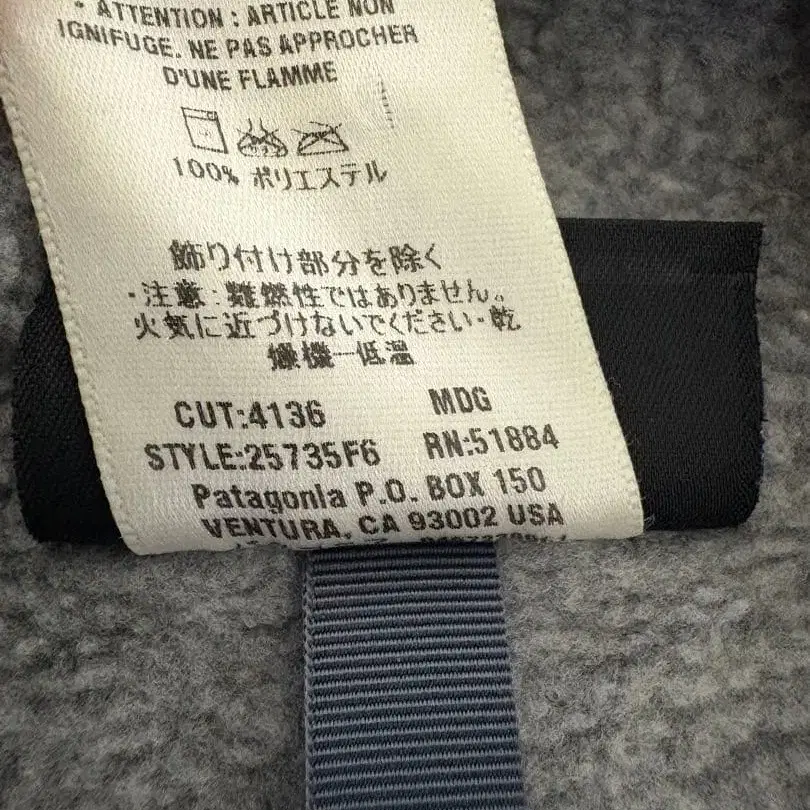 • ATTENTION : ARTICLE NON
IGNIFUGE. NE PAS APPROCHER
D'UNE FLAMME
100% ポリエステル
飾り付け部分を除く
・注意：難燃性ではありません。
火気に近づけないでください・乾
燥機一低温
CUT:4136 MDG
STYLE:25735F6 RN:51884
Patagonia P.O. BOX 150
VENTURA, CA 93002 USA